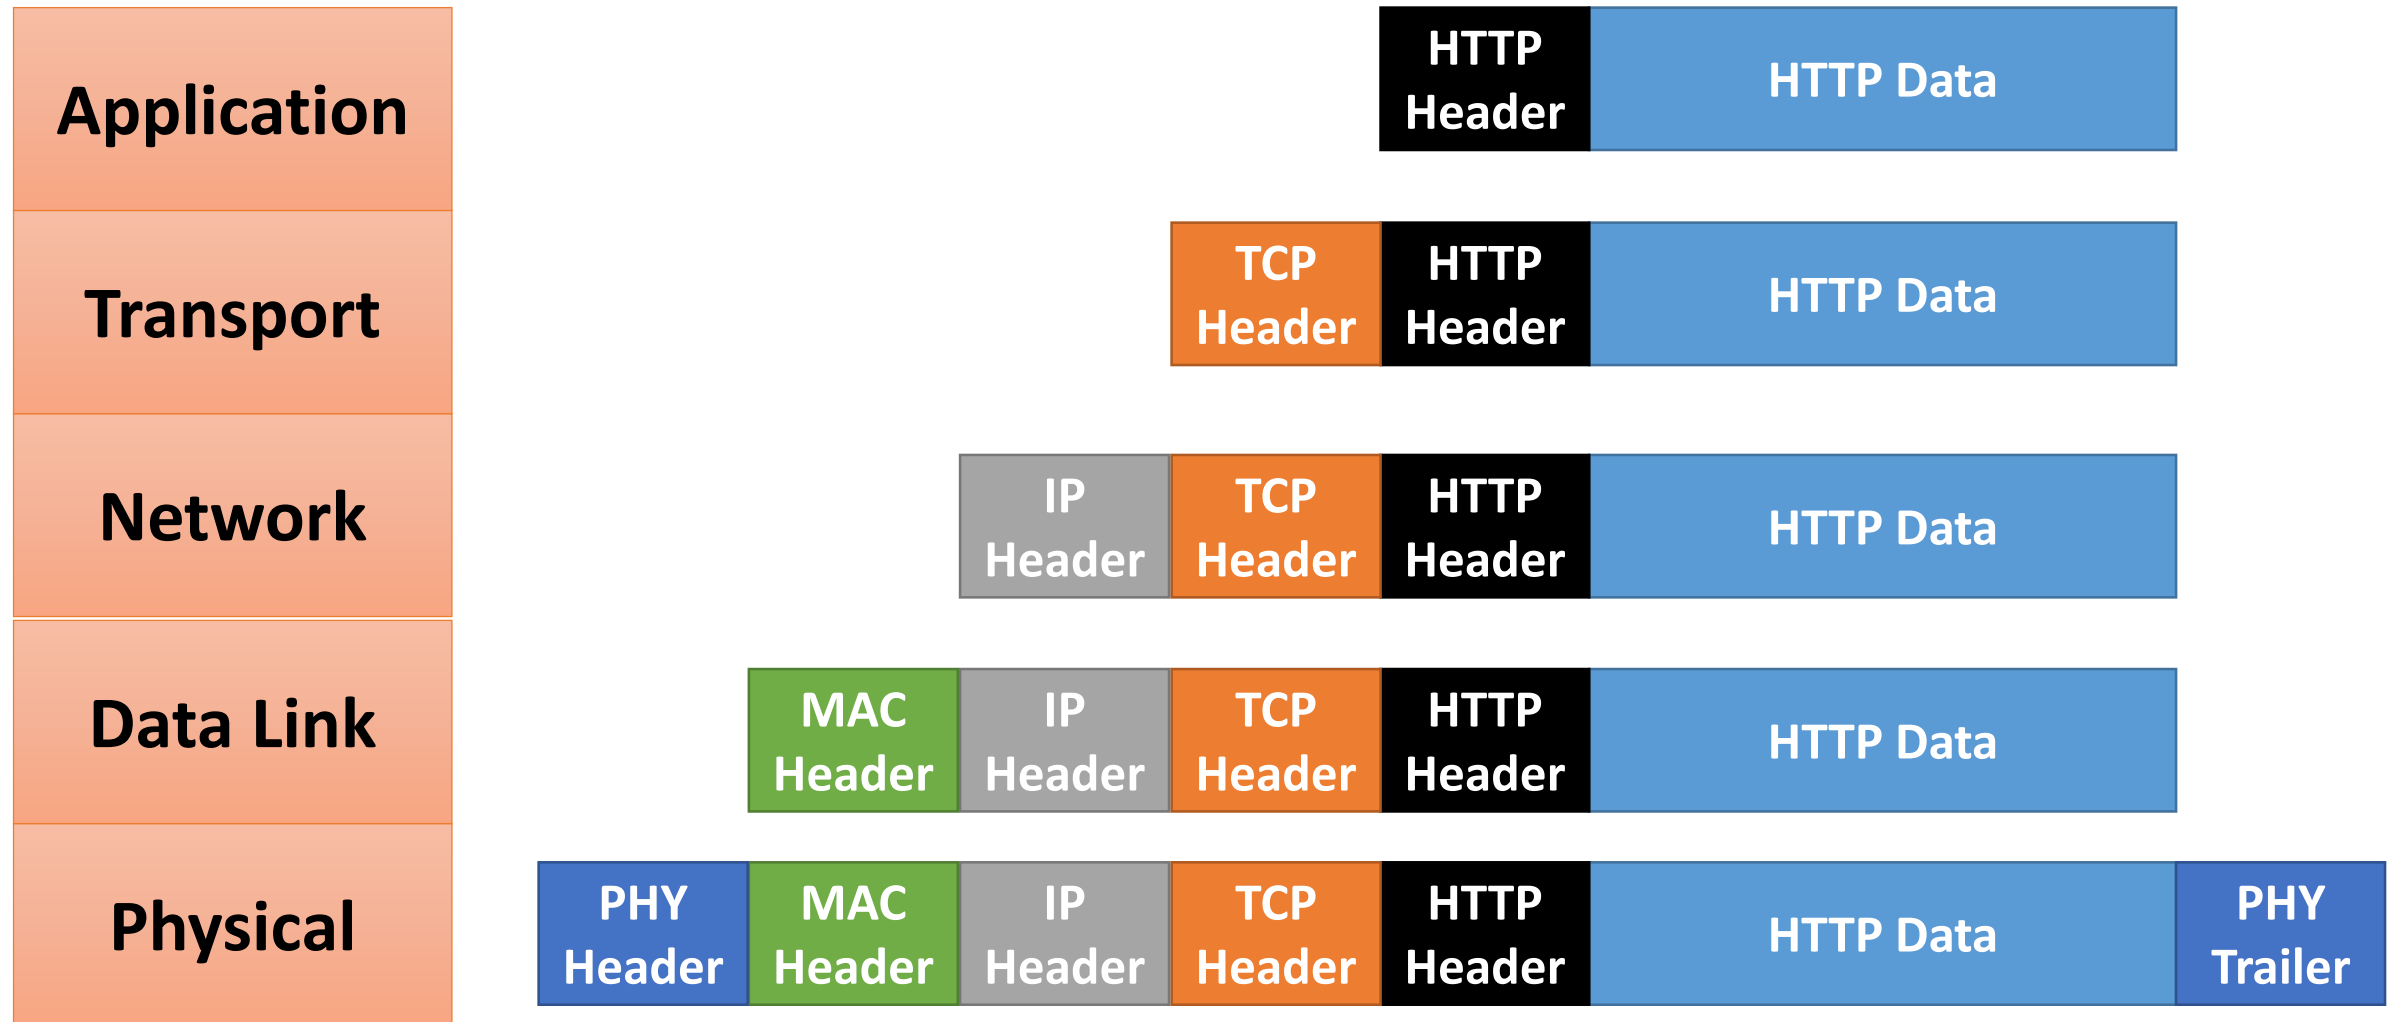 Application
HTTP
Header
HTTP Data
Transport
TCP
Header
HTTP
Header
HTTP Data
Network
IP
Header
TCP
Header
HTTP
Header
HTTP Data
Data Link
MAC
Header
IP
Header
TCP
Header
HTTP
Header
HTTP Data
Physical
PHY
Header
MAC
Header
IP
Header
TCP
Header
HTTP
Header
HTTP Data
PHY
Trailer